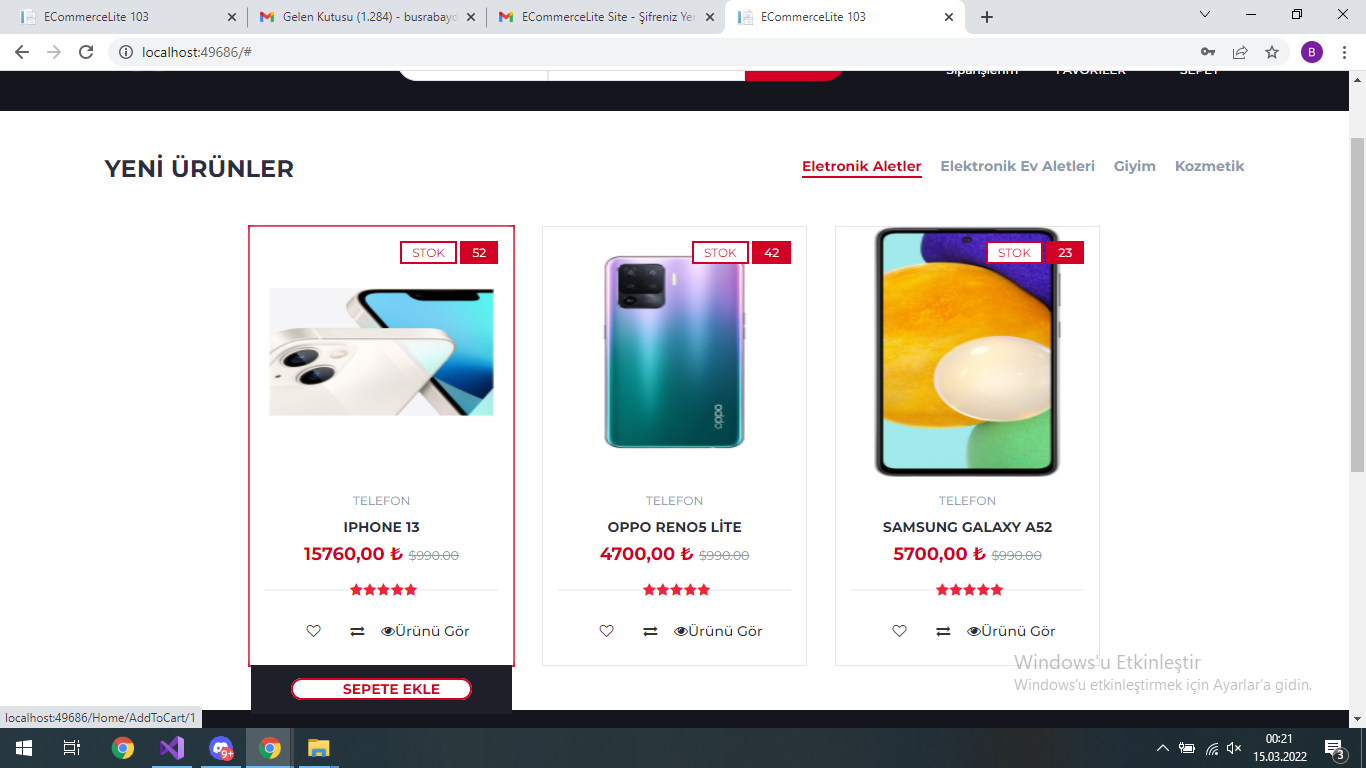 ECommerceLite 103
Gelen Kutusu (1.284) - busrabayd
ECommerceLite Site - Şifreniz Yer
ECommerceLite 103
localhost:49686/#
B
Siparişlerim FAVORİLER SEPET
YENİ ÜRÜNLER
Eletronik Aletler Elektronik Ev Aletleri Giyim Kozmetik
STOK 52
STOK 42
STOK 23
oppo
TELEFON
IPHONE 13
15760,00 ₺ $990.00
Ürünü Gör
SEPETE EKLE
TELEFON
OPPO RENO5 LİTE
4700,00 ₺ $990.00
Ürünü Gör
TELEFON
SAMSUNG GALAXY A52
5700,00 ₺ $990.00
Ürünü Gör
Windows'u Etkinleştir
Windows'u etkinleştirmek için Ayarlar'a gidin.
localhost:49686/Home/AddToCart/1
9+
00:21
15.03.2022
3